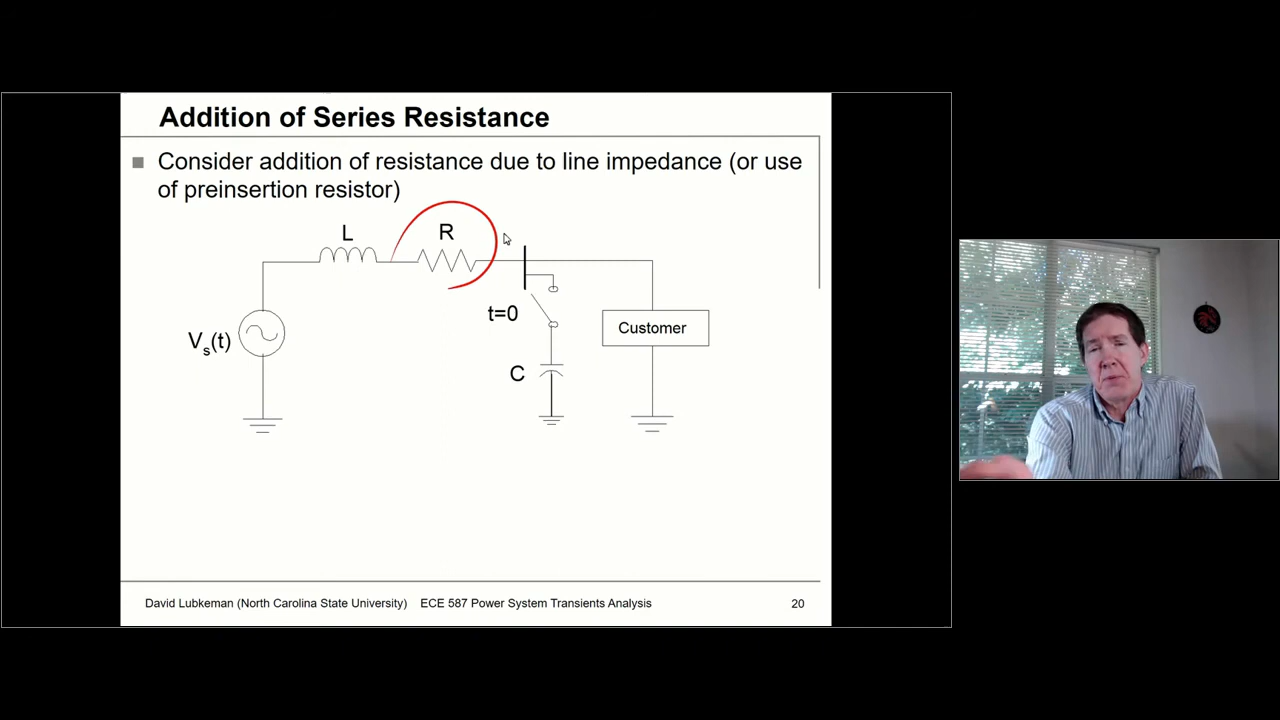 Addition of Series Resistance
Consider addition of resistance due to line impedance (or use
of preinsertion resistor)
L
R
t=0
Vs(t)
Customer
C
David Lubkeman (North Carolina State University) ECE 587 Power System Transients Analysis 20